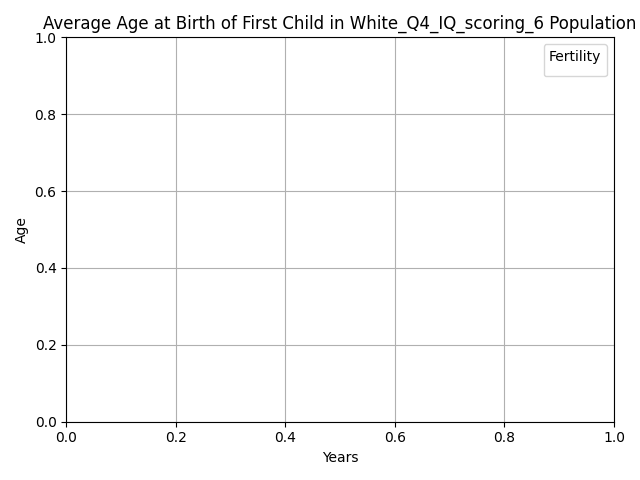 Average Age at Birth of First Child in White_Q4_IQ_scoring_6 Population
Fertility
1.0
0.8
0.6
0.4
0.2
0.0
Age
0.0 0.2 0.4 0.6 0.8 1.0
Years